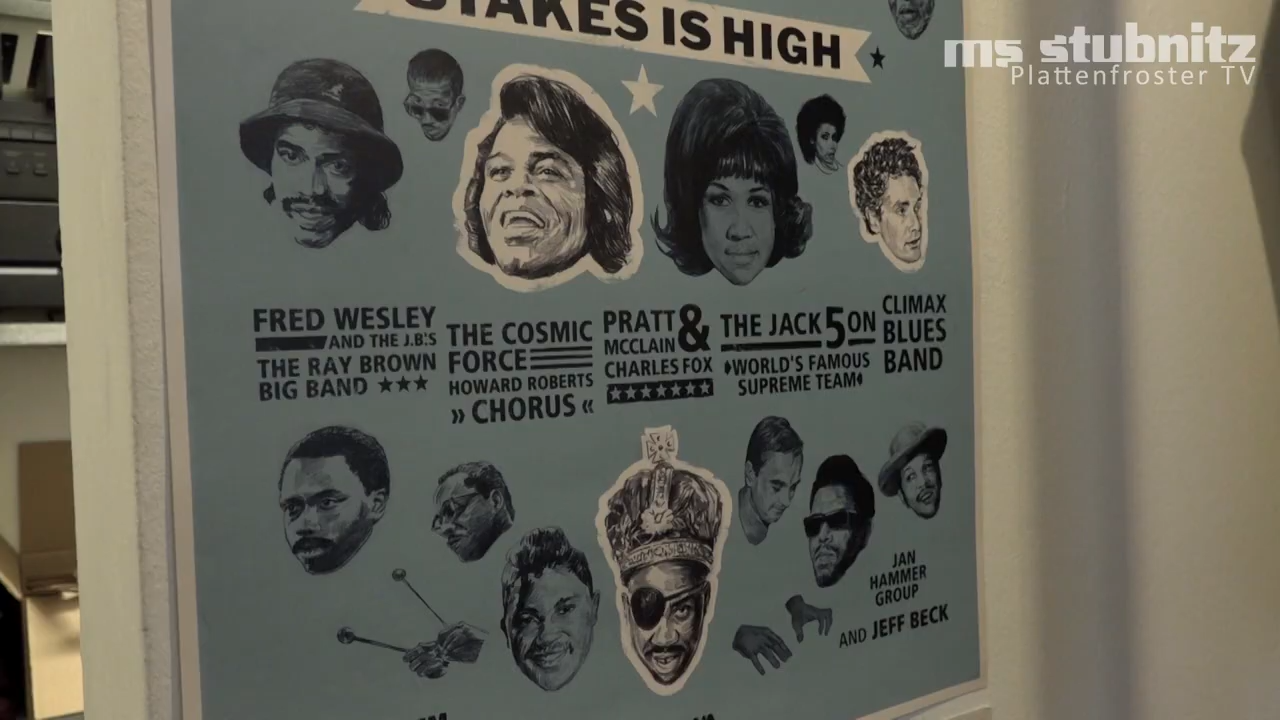 STAKES IS HIGH
ms stubnitz
Plattenfroster TV
FRED WESLEY
AND THE J.B'S
THE RAY BROWN
BIG BAND ★★★
THE COSMIC
FORCE
HOWARD ROBERTS
» CHORUS «
PRATT &
MCCLAIN
CHARLES FOX
THE JACK5ON
WORLD'S FAMOUS
SUPREME TEAM
CLIMAX
BLUES
BAND
JAN
HAMMER
GROUP
AND JEFF BECK